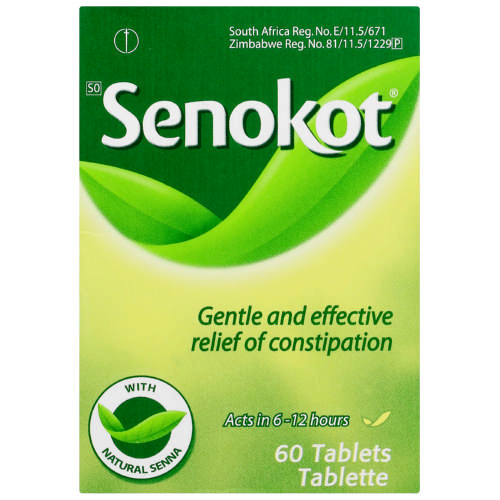 South Africa Reg. No. E/11.5/671
Zimbabwe Reg. No. 81/11.5/1229 P
S0
Senokot®
Gentle and effective
relief of constipation
WITH
NATURAL SENNA
Acts in 6-12 hours
60 Tablets
Tablette